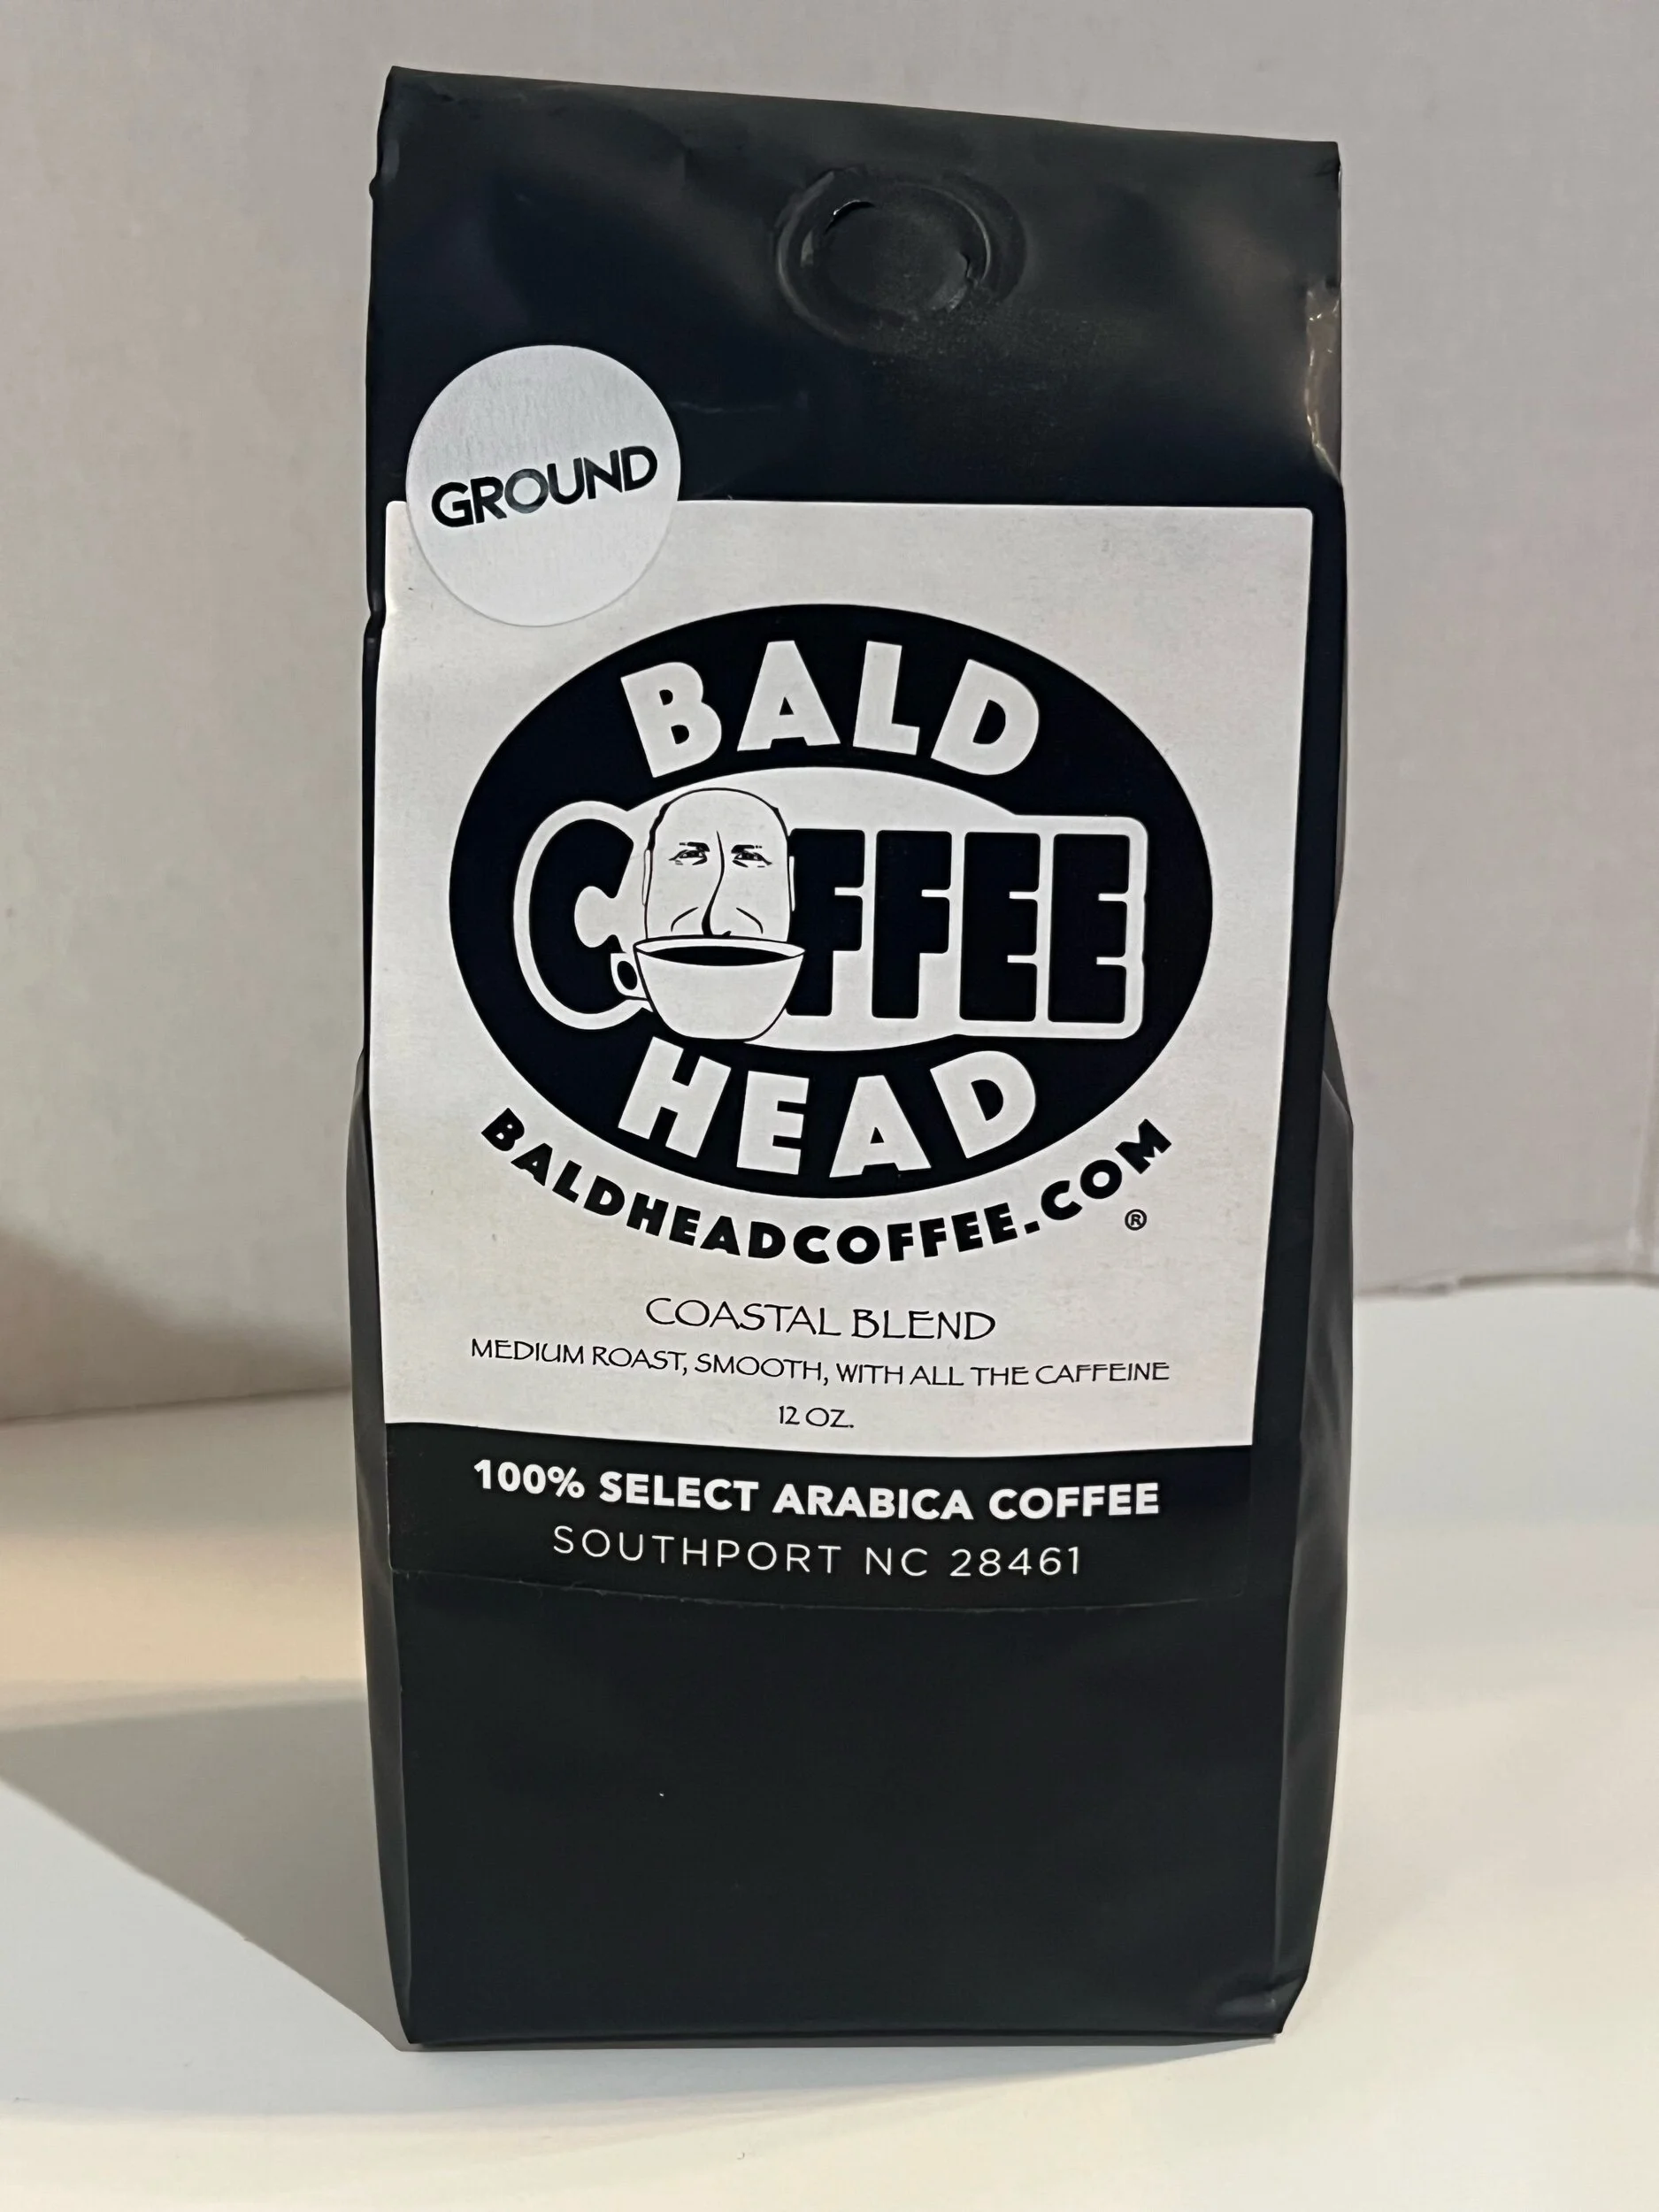 GROUND
BALD
COFFEE
HEAD
BALDHEADCOFFEE.COM
®
COASTAL BLEND
MEDIUM ROAST, SMOOTH, WITH ALL THE CAFFEINE
12 OZ.
100% SELECT ARABICA COFFEE
SOUTHPORT NC 28461